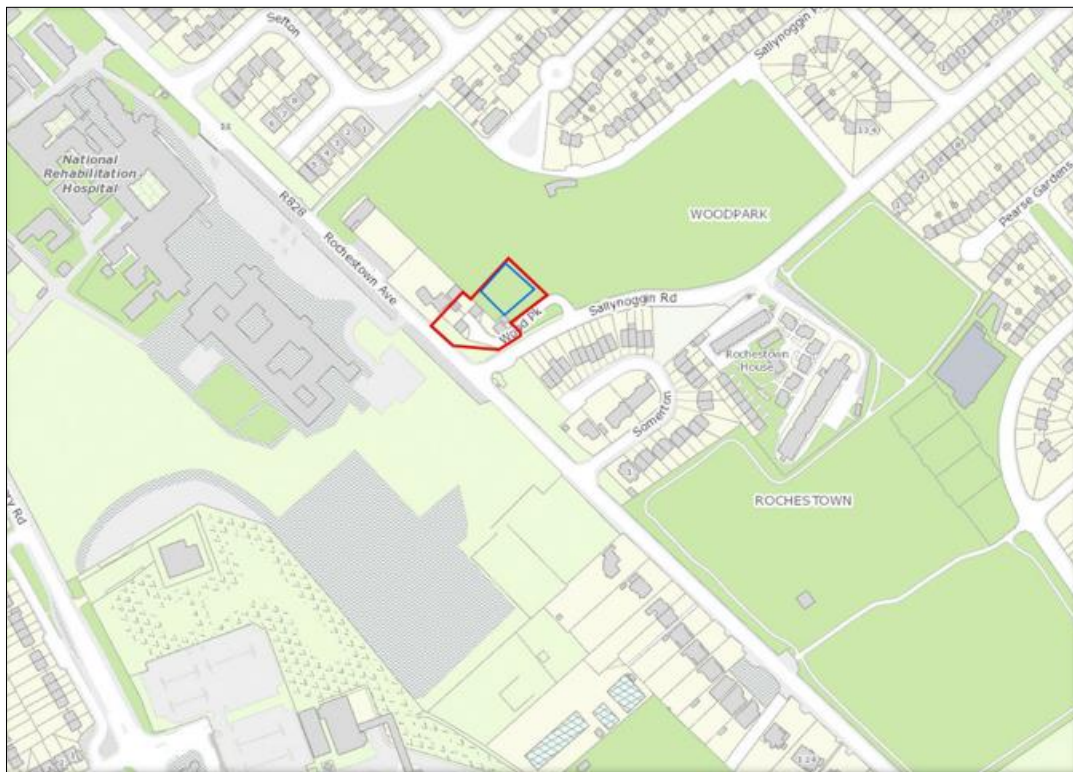 Sefton
Sallynoggin
National
Rehabilitation
Hospital
R828
Rochestown Ave
WOODPARK
Pearse Gardens
Wood Pk
Sallynoggin Rd
Rochestown
House
Somerton
ROCHESTOWN
Rd